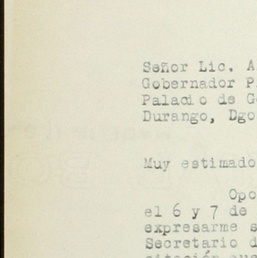 Señor Lic. A
Gobernador P
Palacio de G
Durango, Dgo
Muy estimado
Opo
el 6 y 7 de
expresarme s
Secretario d